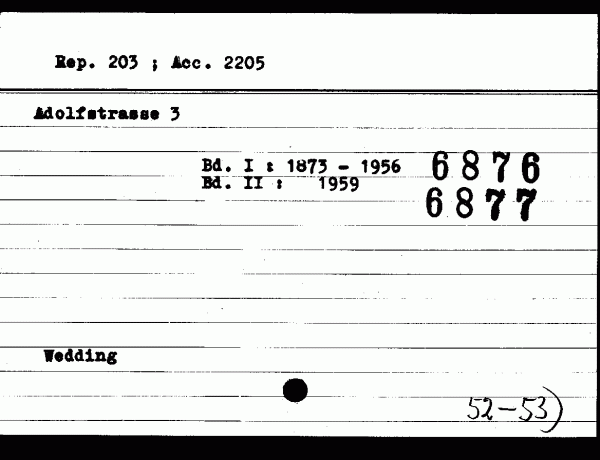 Rep. 203 ; Acc. 2205
Adolfstrasse 3
Bd. I : 1873 - 1956 6876
Bd. II : 1959 6877
Wedding
52-53)